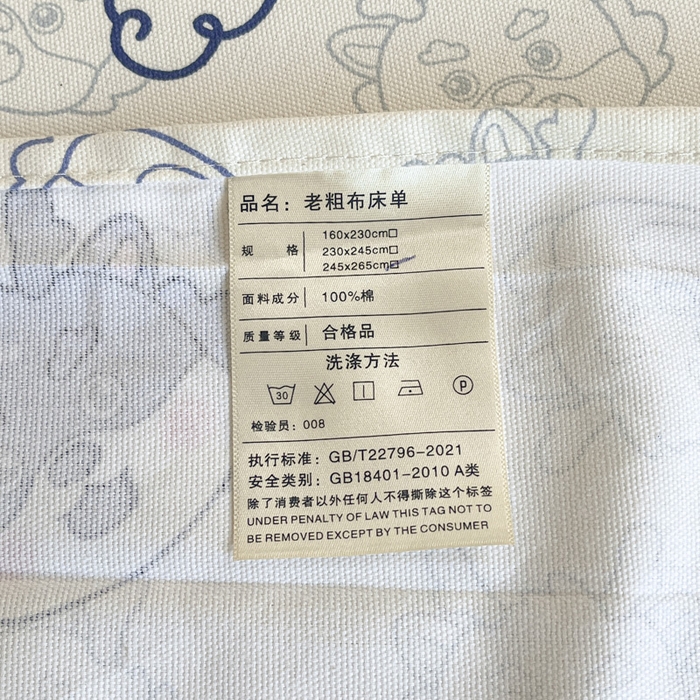 品名：老粗布床单
规 格 160x230cm□
230x245cm□
245x265cm☑
面料成分 100%棉
质量等级 合格品
洗涤方法
30 P
检验员：008
执行标准：GB/T22796-2021
安全类别：GB18401-2010 A类
除了消费者以外任何人不得撕除这个标签
UNDER PENALTY OF LAW THIS TAG NOT TO
BE REMOVED EXCEPT BY THE CONSUMER